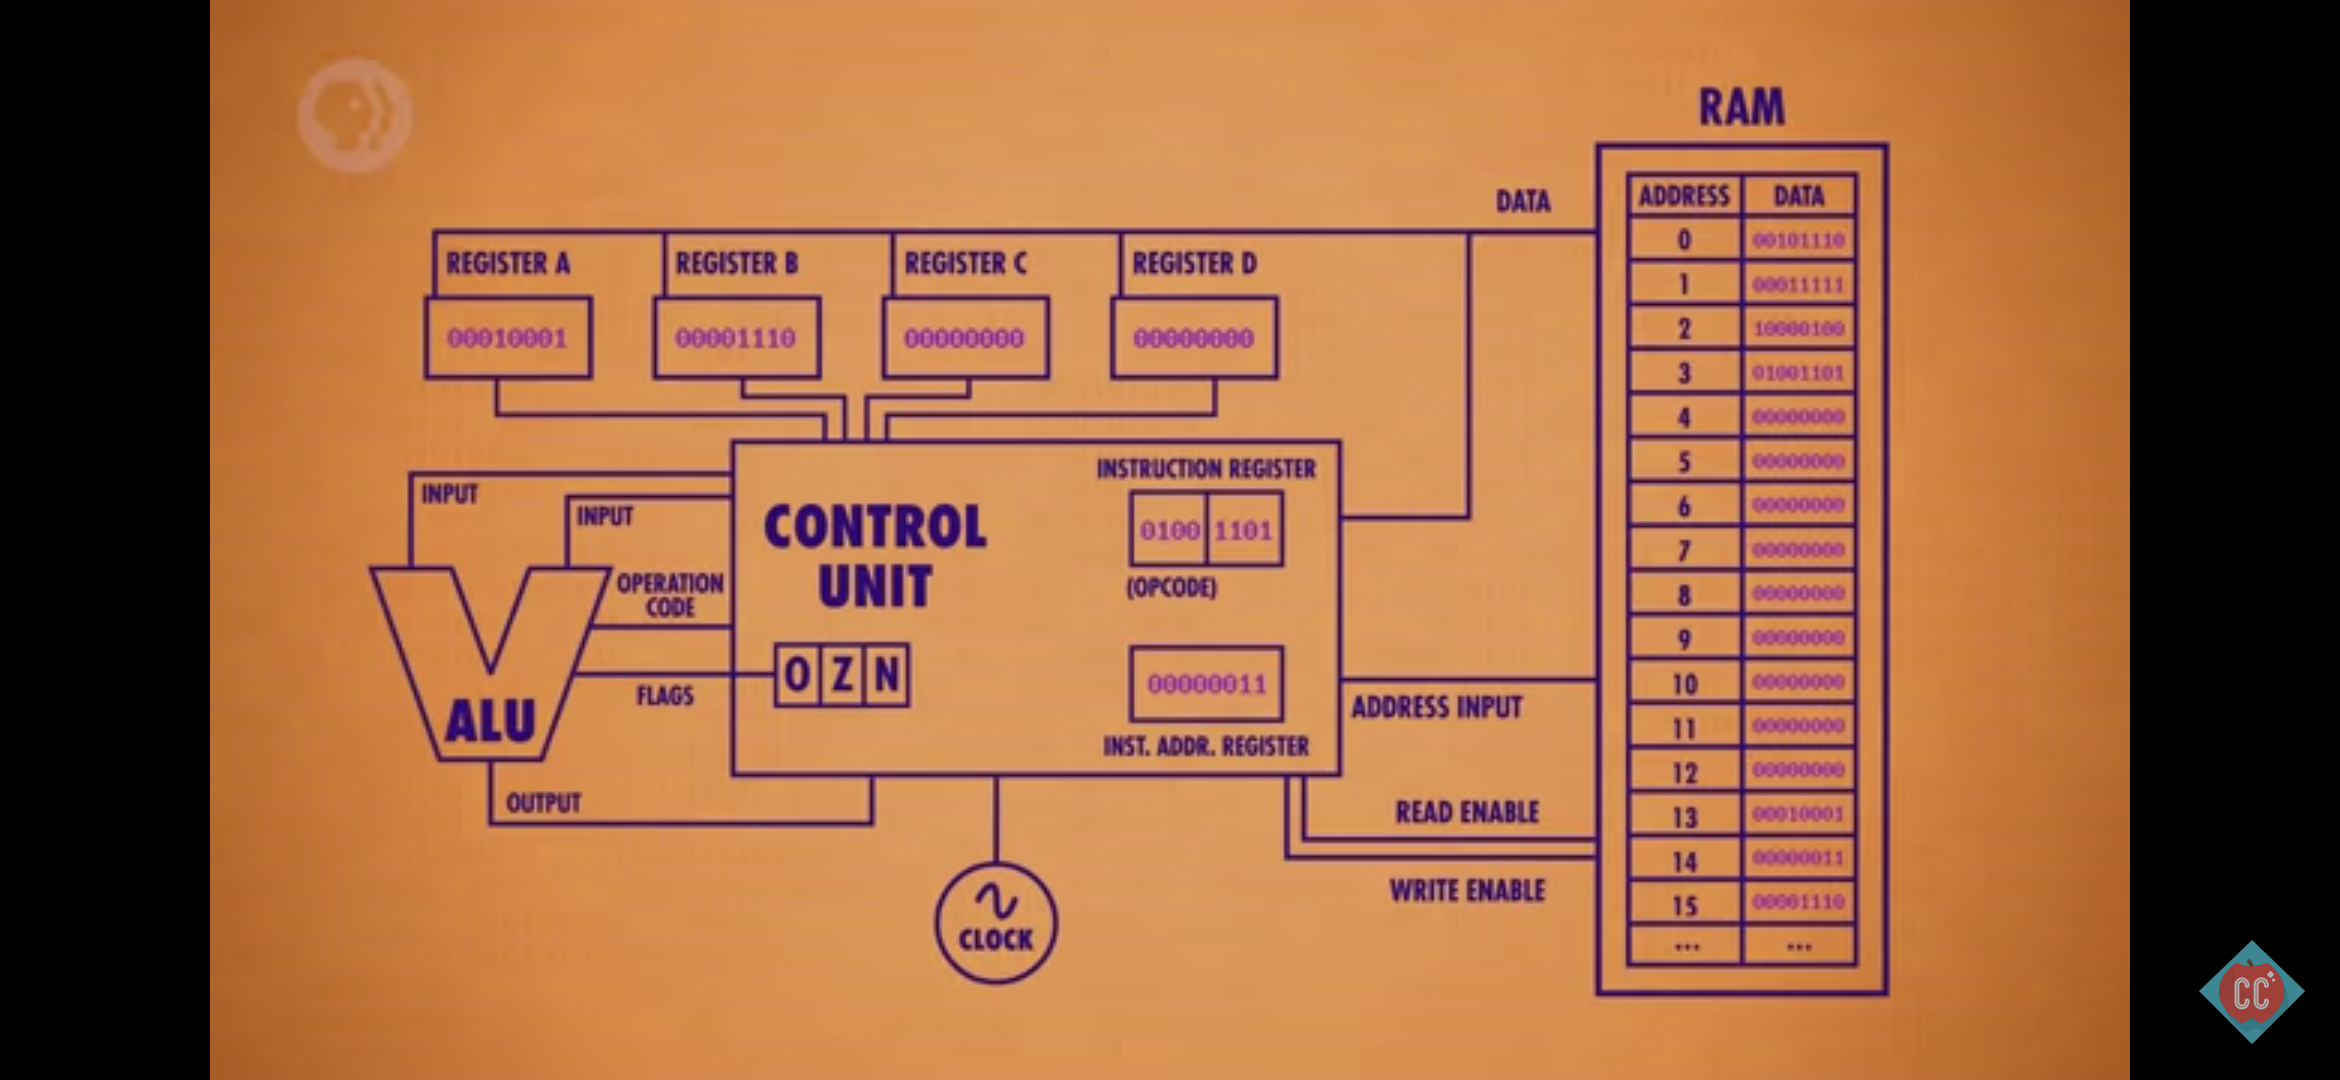 RAM
ADDRESS DATA
0 00101110
1 00011111
2 10000100
3 01001101
4 00000000
5 00000000
6 00000000
7 00000000
8 00000000
9 00000000
10 00000000
11 00000000
12 00000000
13 00010001
14 00000011
15 00001110
... ...
DATA
REGISTER A REGISTER B REGISTER C REGISTER D
00010001 00001110 00000000 00000000
INSTRUCTION REGISTER
0100 1101
(OPCODE)
CONTROL
UNIT
INPUT
INPUT
OPERATION
CODE
FLAGS
O Z N
00000011
INST. ADDR. REGISTER
ALU
OUTPUT
ADDRESS INPUT
READ ENABLE
WRITE ENABLE
CLOCK
CC